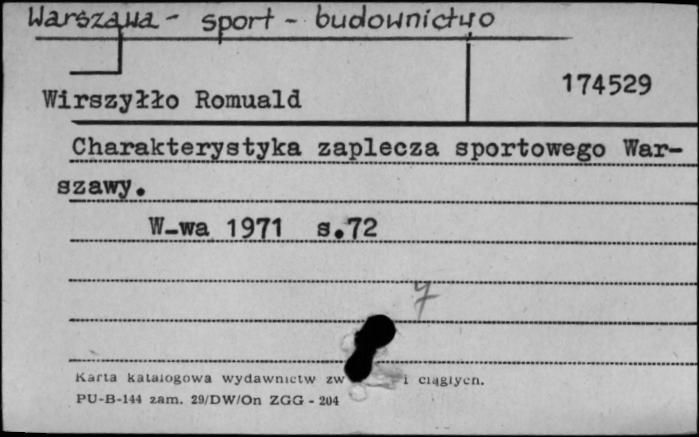 Warszawa - sport - budownictwo
174529
Wirszyłło Romuald
Charakterystyka zaplecza sportowego War-
szawy.
W-wa 1971 s.72
7
Karta katalogowa wydawnictw zw i ciągłych.
PU-B-144 zam. 29/DW/On ZGG - 204